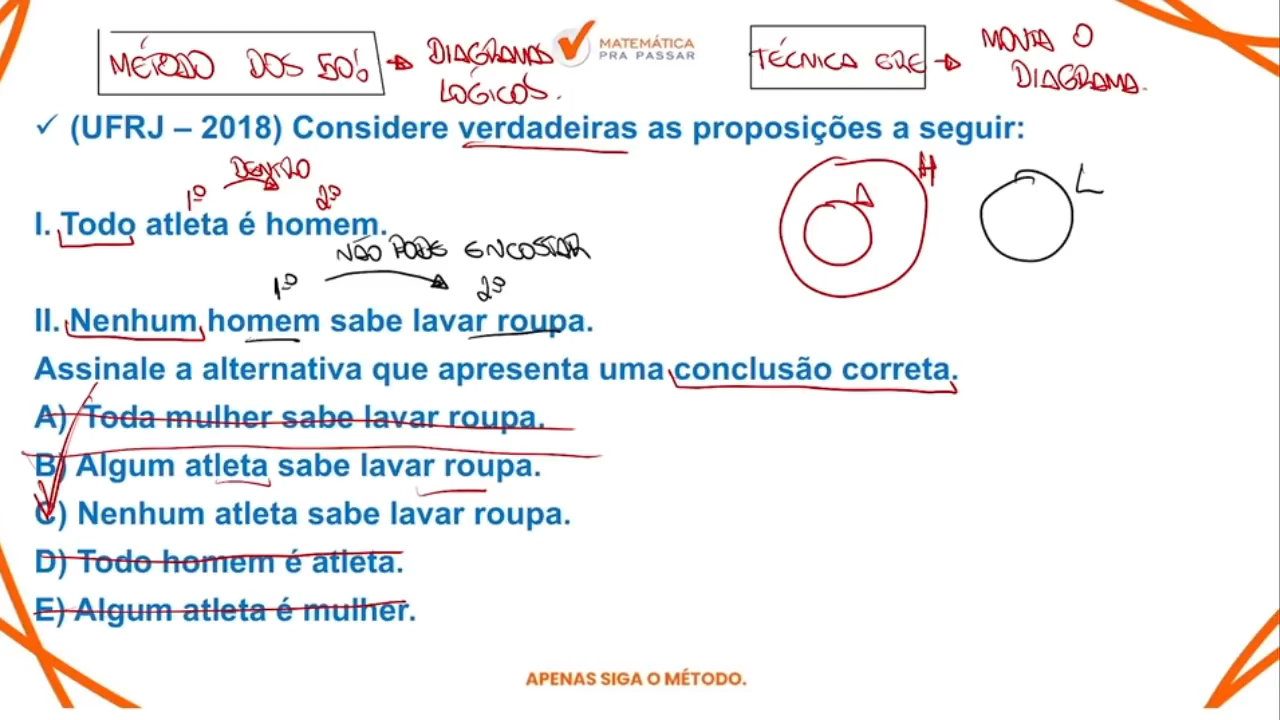 MÉTODO DOS 50% → DIAGRAMAS LÓGICOS.
MATEMÁTICA
PRA PASSAR
TÉCNICA ERE → MONTA O DIAGRAMA.
✓ (UFRJ – 2018) Considere verdadeiras as proposições a seguir:
DENTRO
1º 2º
H
A
L
I. Todo atleta é homem.
NÃO PODE ENCOSTAR
1º 2º
II. Nenhum homem sabe lavar roupa.
Assinale a alternativa que apresenta uma conclusão correta.
A) Toda mulher sabe lavar roupa.
B) Algum atleta sabe lavar roupa.
C) Nenhum atleta sabe lavar roupa.
D) Todo homem é atleta.
E) Algum atleta é mulher.
APENAS SIGA O MÉTODO.